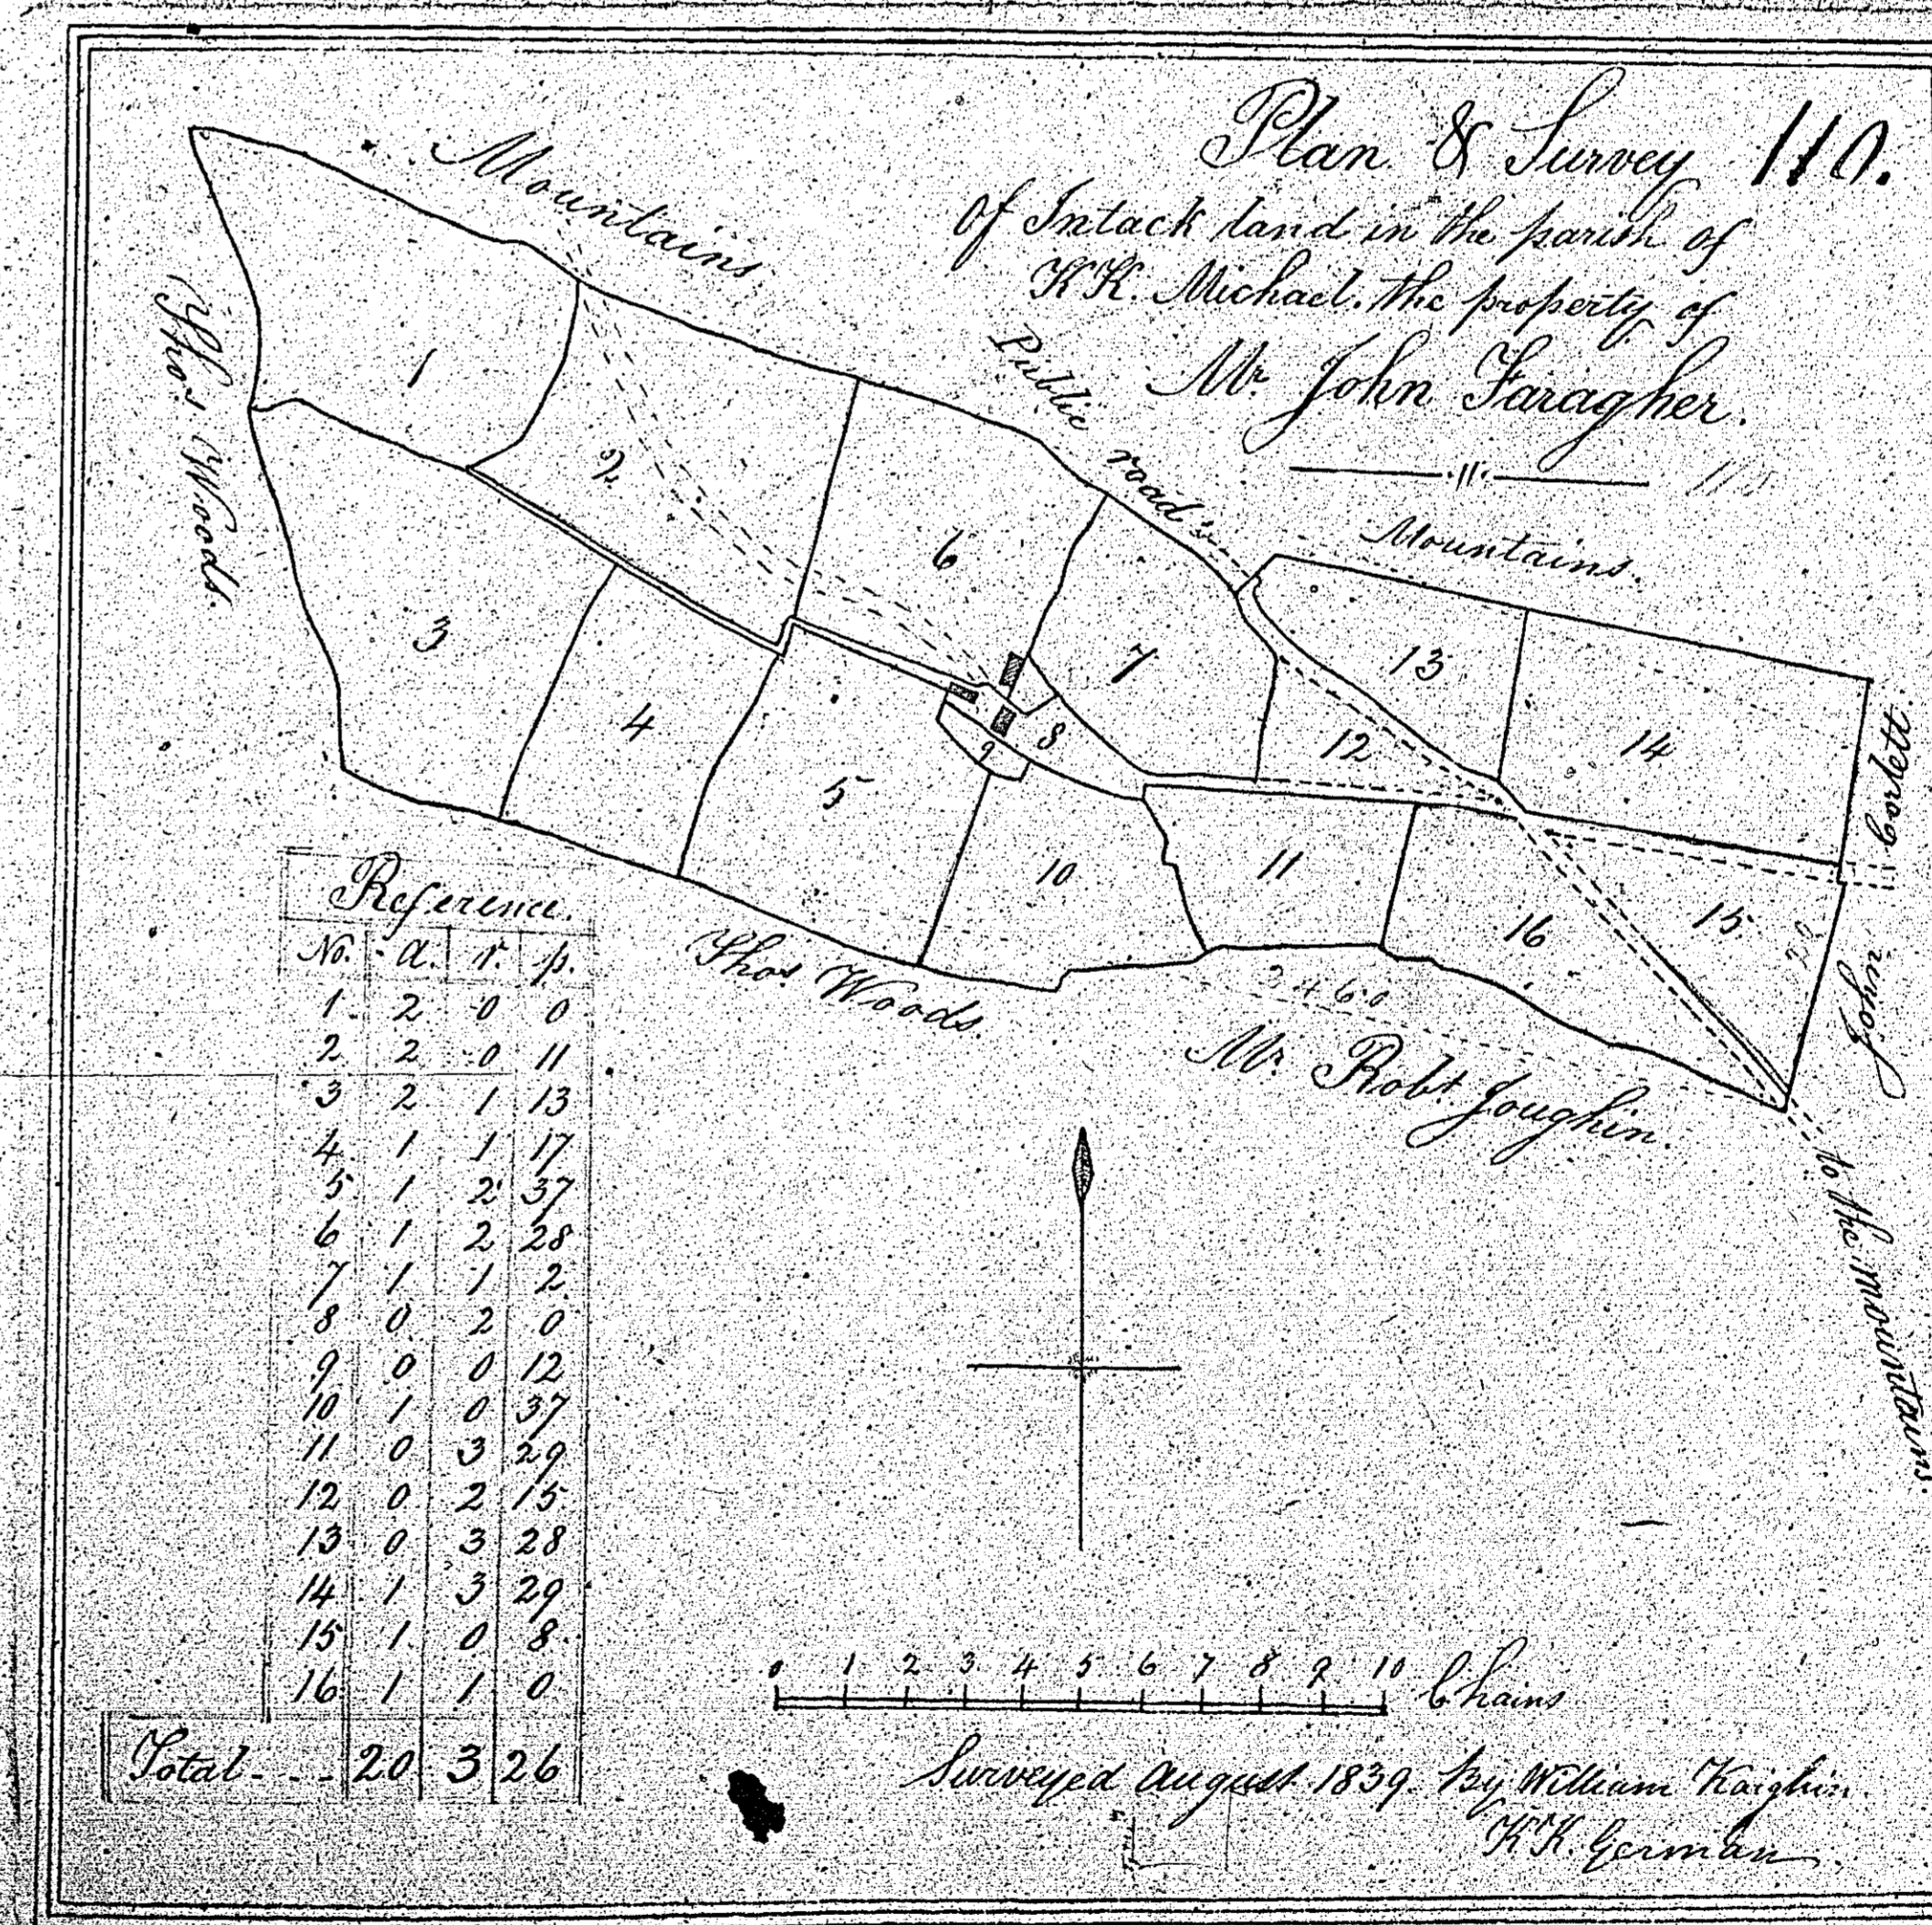 Plan & Survey 110.
Of Intack land in the parish of
KK. Michael. the property of
Mr. John Faragher.
Mountains
Thos. Woods.
Public road
Mountains.
1
2
3
4
5
6
7
8
9
10
11
12
13
14
15
16
John Corlett
Thos. Woods.
3460
Mr. Robt. Joughin.
to the mountains.
Reference.
No. a. r. p.
1 2 0 0
2 2 0 11
3 2 1 13
4 1 1 17
5 1 2 37
6 1 2 28
7 1 1 2
8 0 2 0
9 0 0 12
10 1 0 37
11 0 3 29
12 0 2 15
13 0 3 28
14 1 3 29
15 1 0 8
16 1 1 0
Total 20 3 26
0 1 2 3 4 5 6 7 8 9 10 Chains
Surveyed August 1839. By William Kaighin.
KK. German.